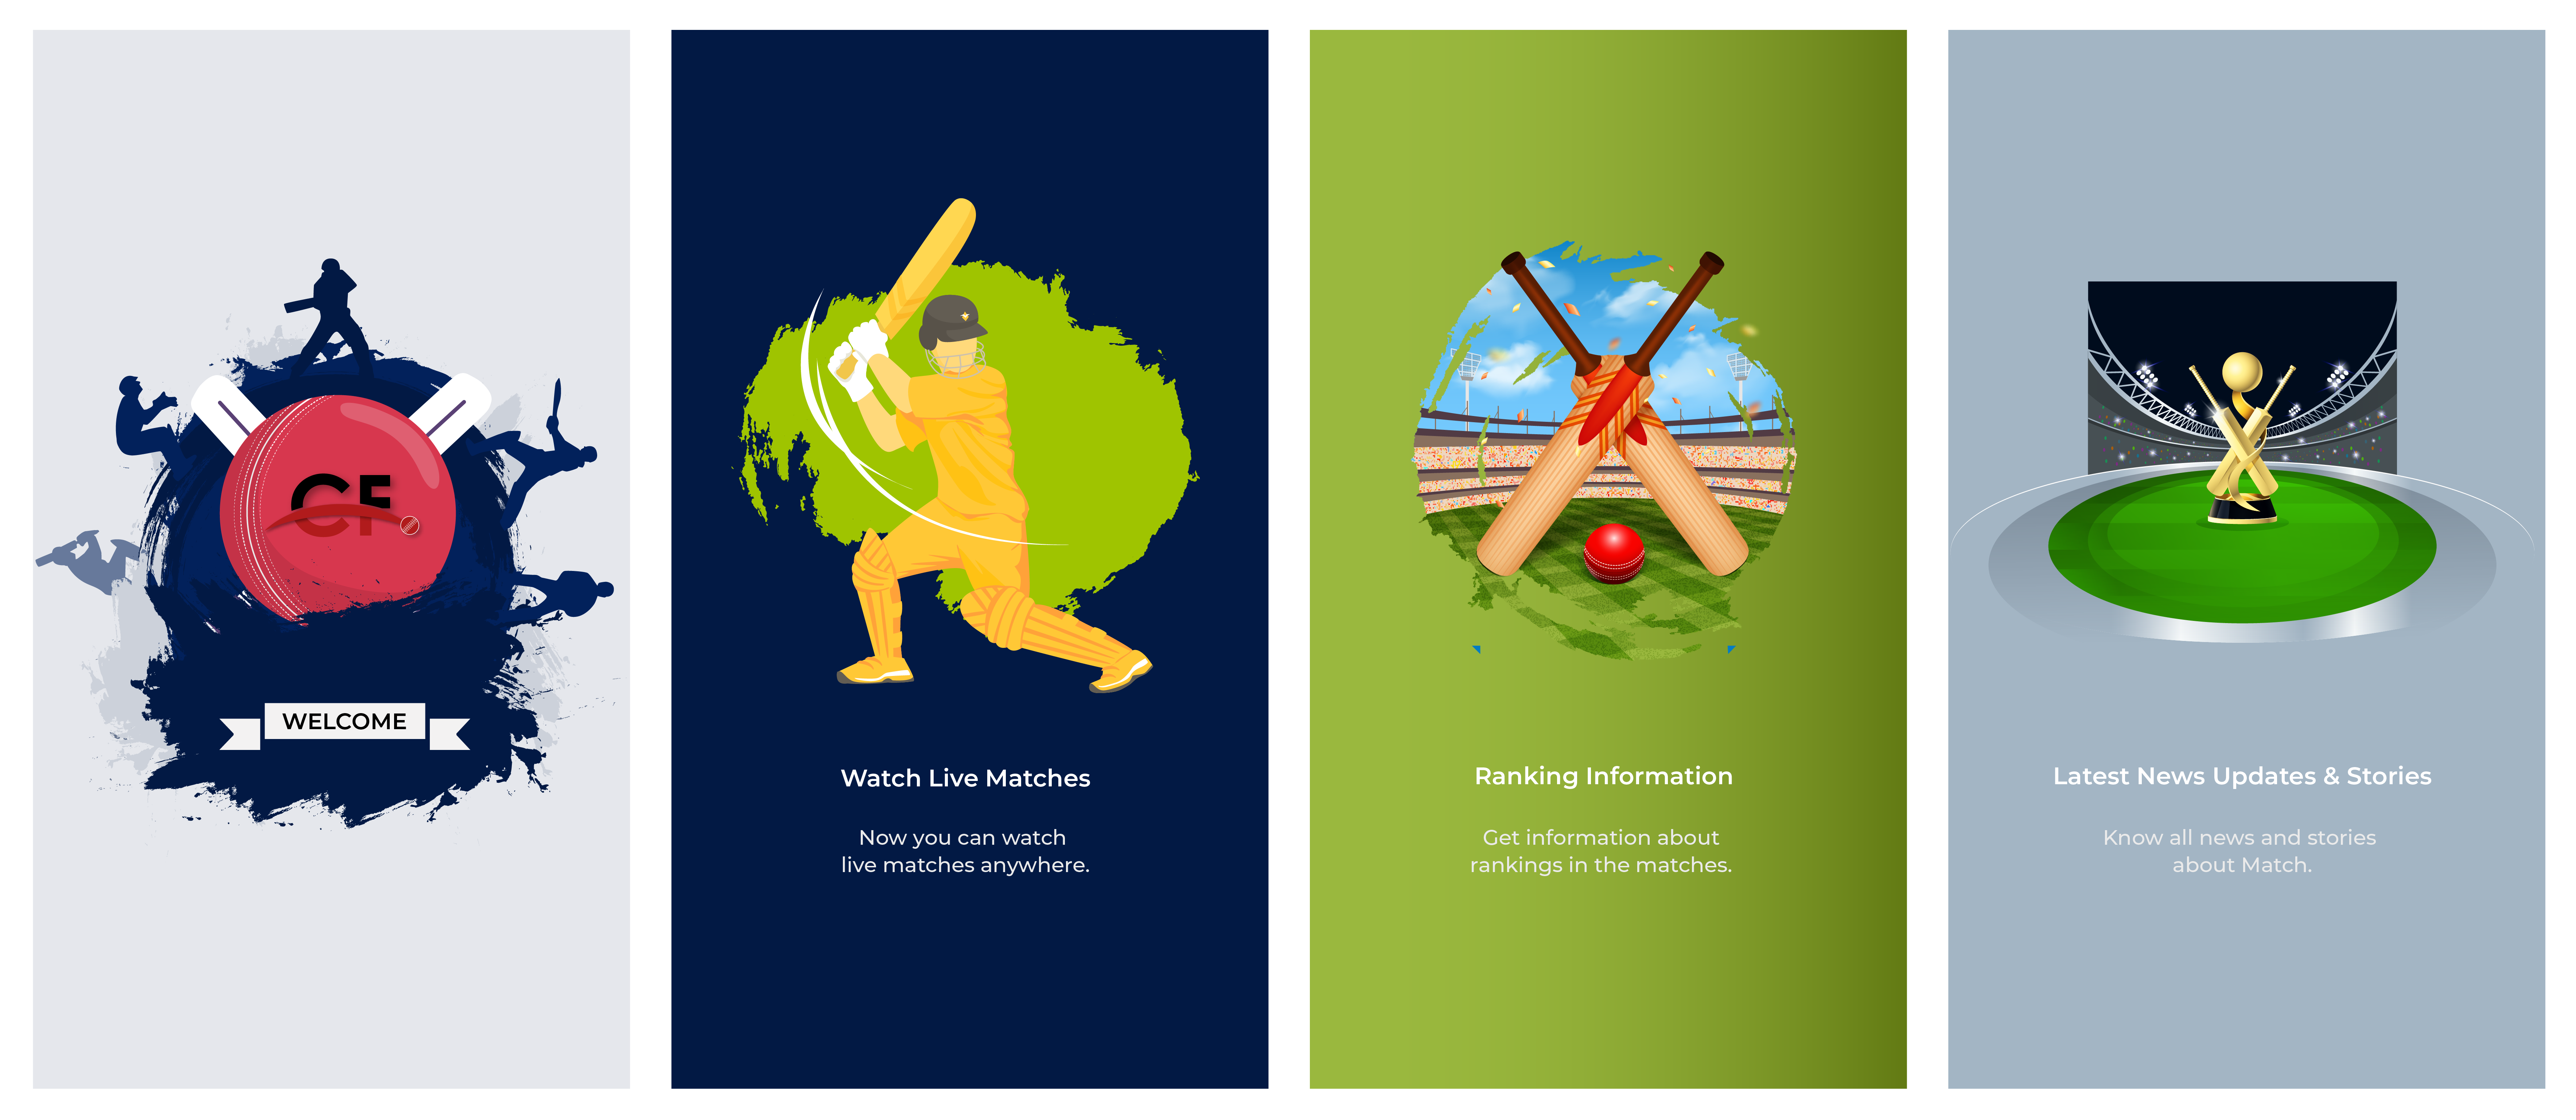 CF
WELCOME
Watch Live Matches
Now you can watch
live matches anywhere.
Ranking Information
Get information about
rankings in the matches.
Latest News Updates & Stories
Know all news and stories
about Match.